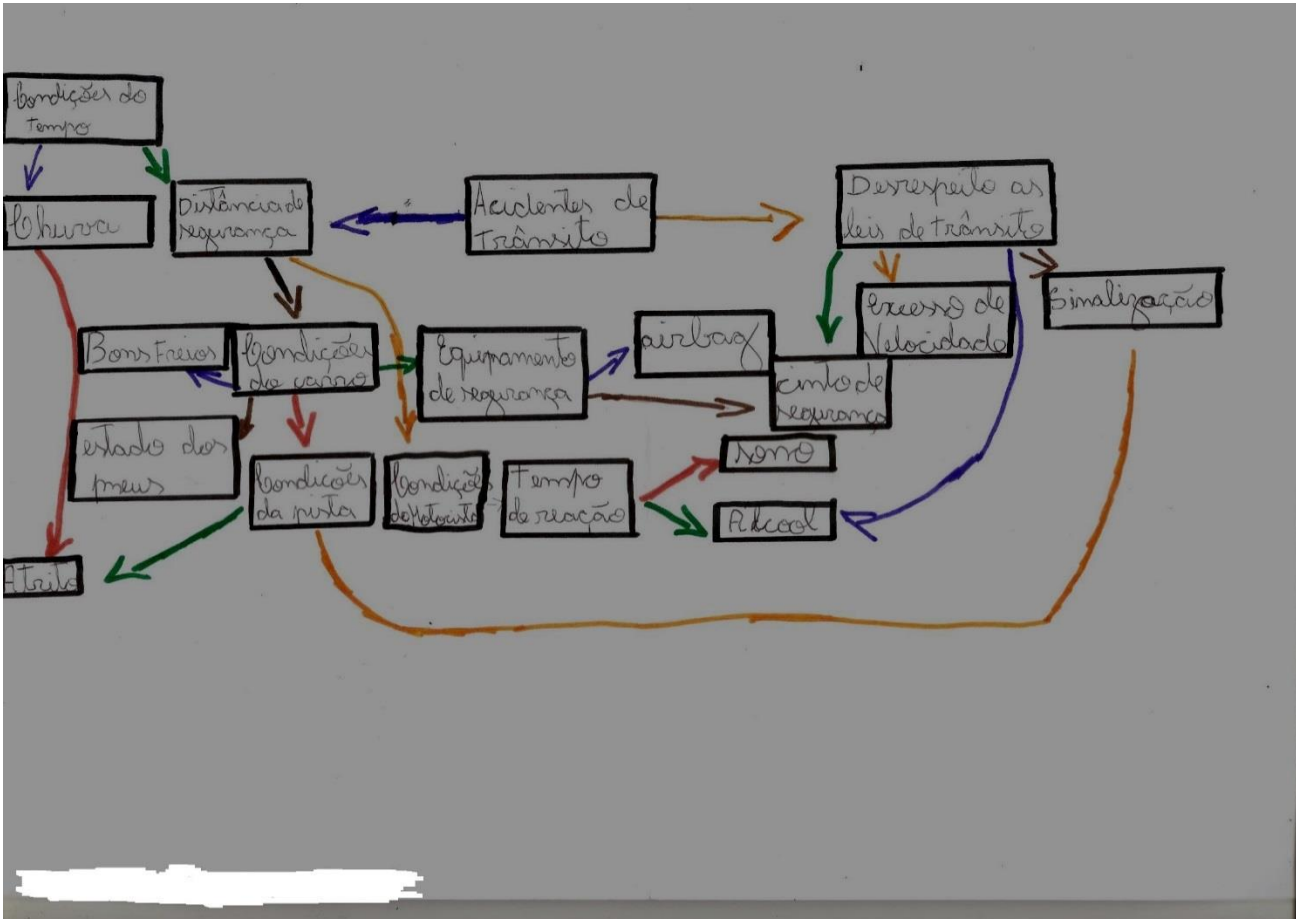 Condições do
Tempo
Chuva
Distância de
segurança
Acidentes de
Trânsito
Desrespeito as
leis de Trânsito
Excesso de
Velocidade
Sinalização
Bons Freios
Condições
do carro
Equipamento
de segurança
airbag
cinto de
segurança
estado dos
pneus
Condições
da pista
Condições
do Motorista
Tempo
de reação
sono
Álcool
Atrito